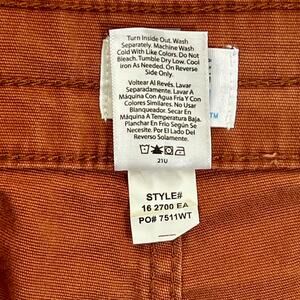 Turn Inside Out. Wash
Separately. Machine Wash
Cold With Like Colors. Do Not
Bleach. Tumble Dry Low. Cool
Iron As Needed. On Reverse
Side Only.
Voltear Al Revés. Lavar
Separadamente. Lavar A
Máquina Con Agua Fría Y Con
Colores Similares. No Usar
Blanqueador. Secar En
Máquina A Temperatura Baja.
Planchar En Frío Según Se
Necesite. Por El Lado Del
Reverso Solamente.
21U
TM
STYLE#
16 2700 EA
PO# 7511WT